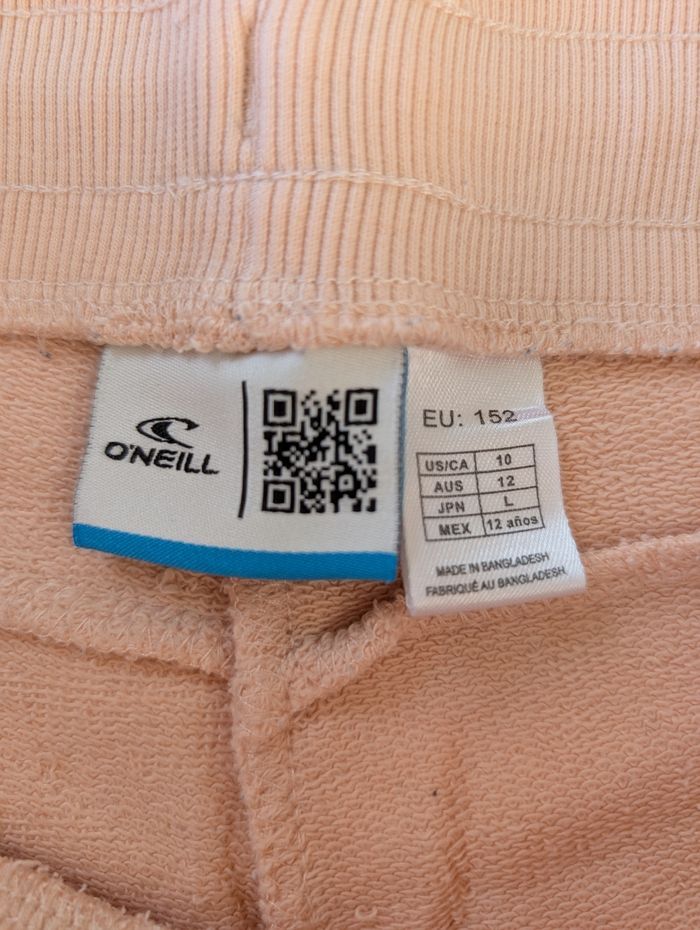 O'NEILL
EU: 152
US/CA 10
AUS 12
JPN L
MEX 12 años
MADE IN BANGLADESH
FABRIQUÉ AU BANGLADESH